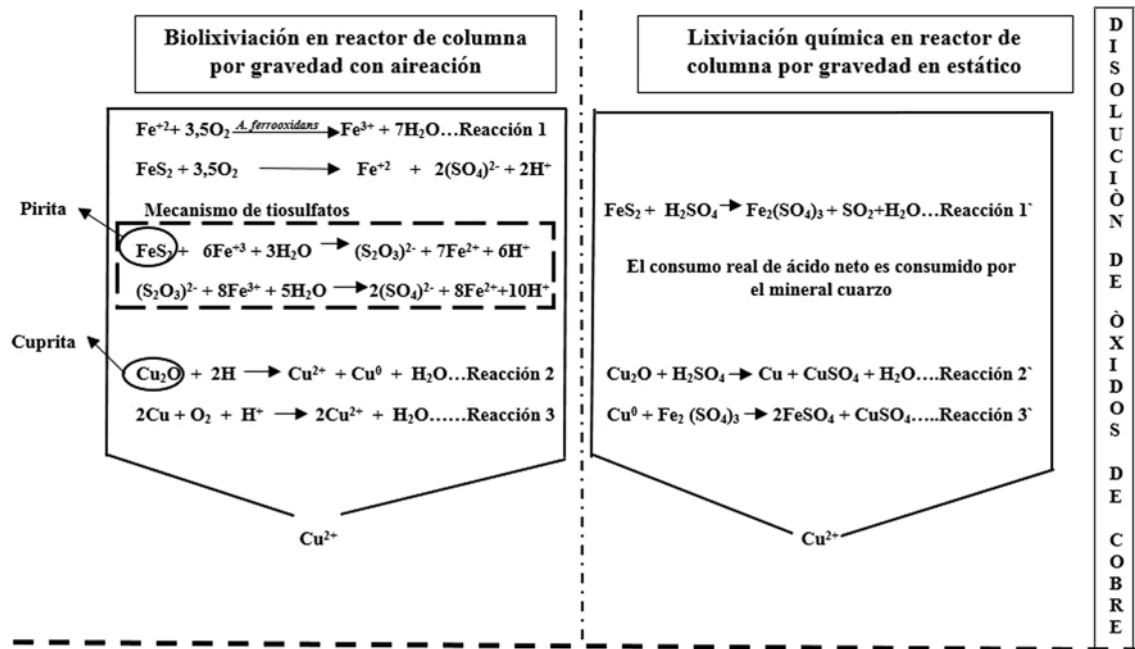 Biolixiviación en reactor de columna
por gravedad con aireación
Fe⁺²+ 3,5O₂ A. ferrooxidans → Fe³⁺ + 7H₂O…Reacción 1
FeS₂ + 3,5O₂ → Fe⁺² + 2(SO₄)²⁻ + 2H⁺
Pirita
Mecanismo de tiosulfatos
FeS₂ + 6Fe⁺³ + 3H₂O → (S₂O₃)²⁻ + 7Fe²⁺ + 6H⁺
(S₂O₃)²⁻ + 8Fe³⁺ + 5H₂O → 2(SO₄)²⁻ + 8Fe²⁺+10H⁺
Cuprita
Cu₂O + 2H → Cu²⁺ + Cu⁰ + H₂O…Reacción 2
2Cu + O₂ + H⁺ → 2Cu²⁺ + H₂O……Reacción 3
Cu²⁺
Lixiviación química en reactor de
columna por gravedad en estático
FeS₂ + H₂SO₄ → Fe₂(SO₄)₃ + SO₂+H₂O…Reacción 1`
El consumo real de ácido neto es consumido por
el mineral cuarzo
Cu₂O + H₂SO₄ → Cu + CuSO₄ + H₂O…Reacción 2`
Cu⁰ + Fe₂ (SO₄)₃ → 2FeSO₄ + CuSO₄…..Reacción 3`
Cu²⁺
DISOLUCIÒN DE ÒXIDOS DE COBRE